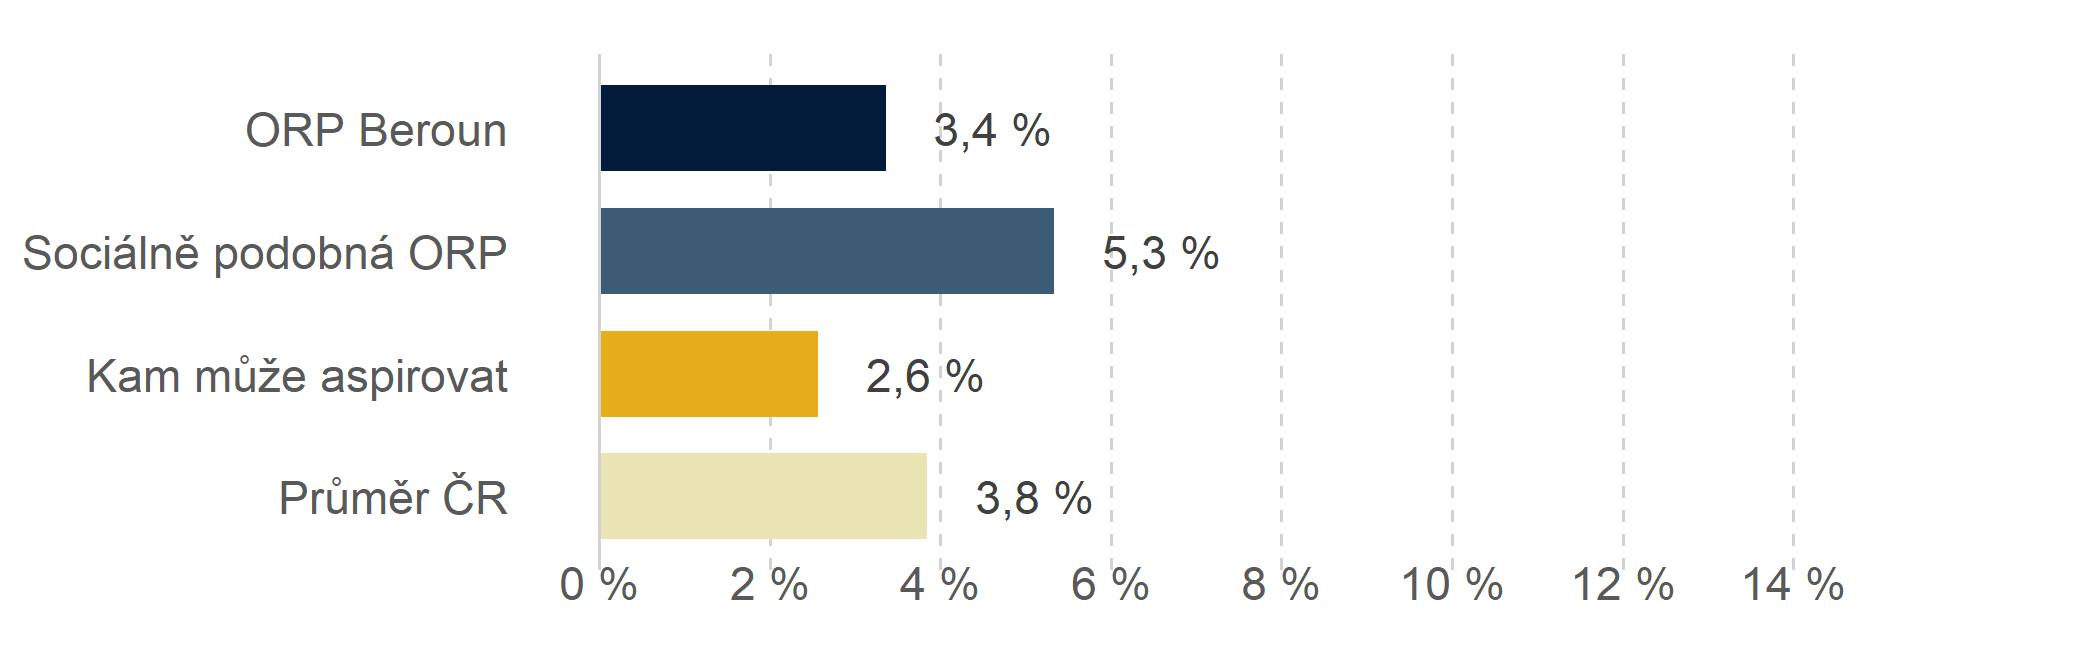 ORP Beroun 3,4 %
Sociálně podobná ORP 5,3 %
Kam může aspirovat 2,6 %
Průměr ČR 3,8 %
0 % 2 % 4 % 6 % 8 % 10 % 12 % 14 %